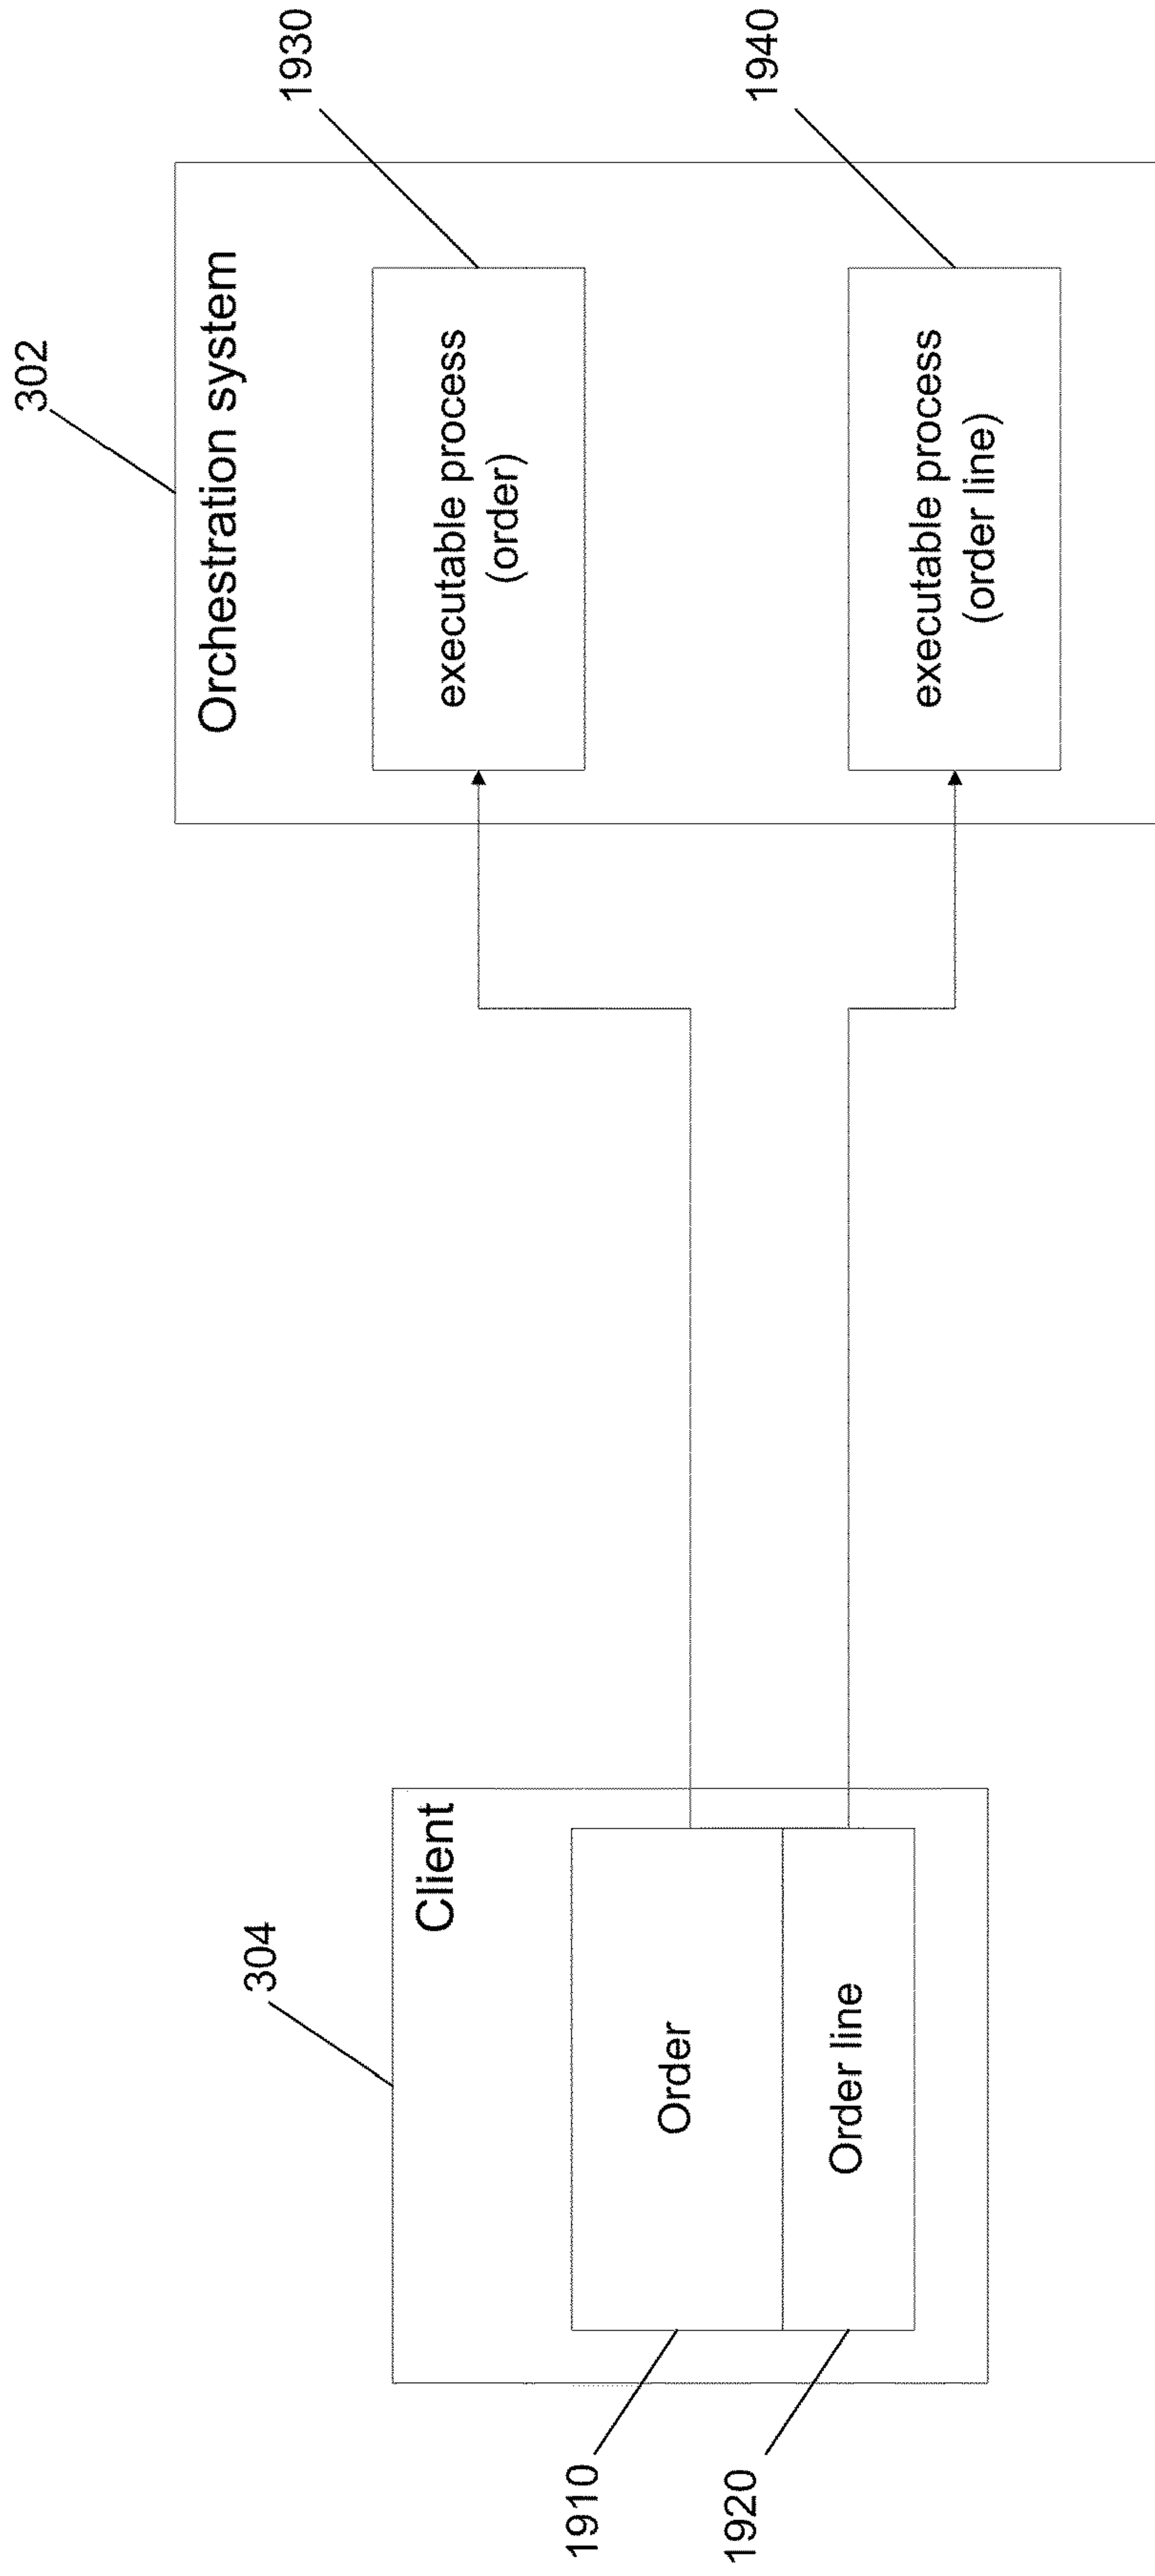 302
Orchestration system
1930
executable process
(order)
1940
executable process
(order line)
304
Client
Order
Order line
1910
1920